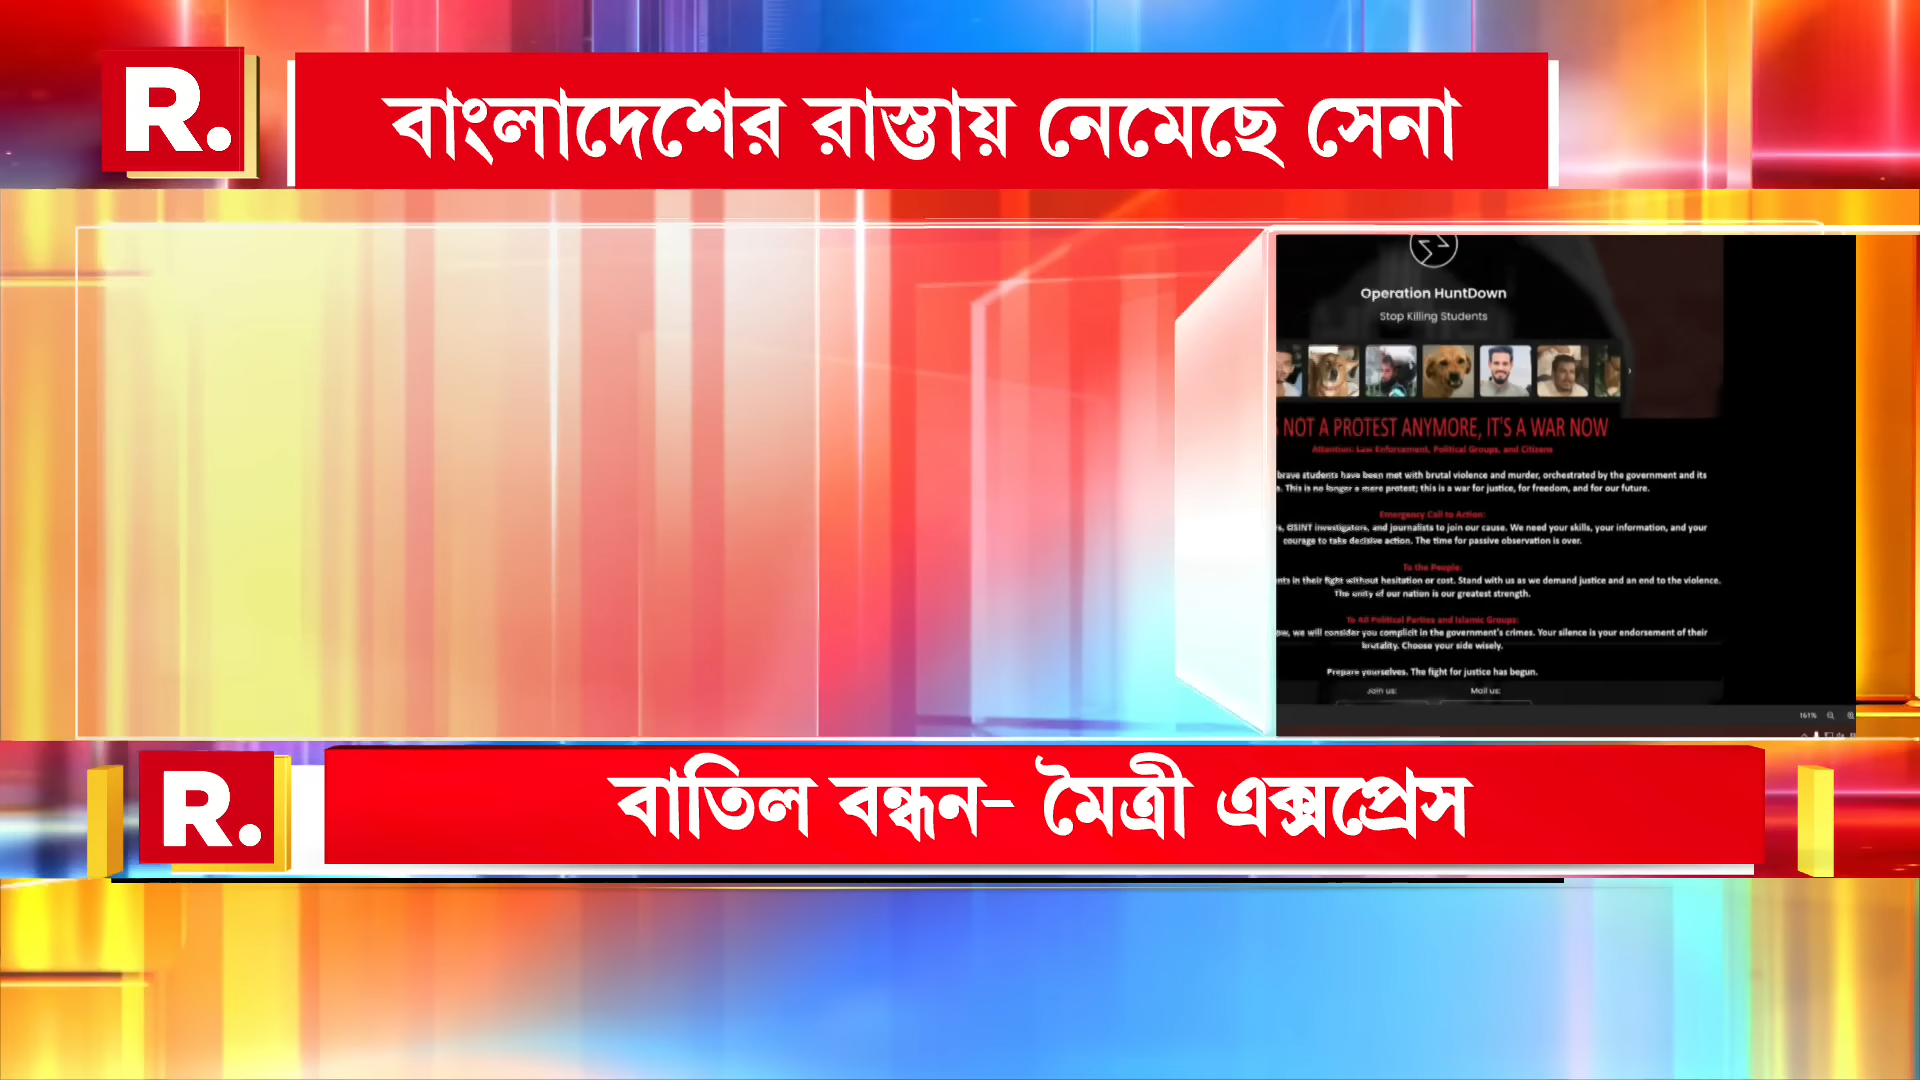 R.
বাংলাদেশের রাস্তায় নেমেছে সেনা
Operation HuntDown
Stop Killing Students
NOT A PROTEST ANYMORE, IT'S A WAR NOW
Attention: Law Enforcement, Political Groups, and Citizens
brave students have been met with brutal violence and murder, orchestrated by the government and its
. This is no longer a mere protest; this is a war for justice, for freedom, and for our future.
Emergency Call to Action:
, OSINT investigators, and journalists to join our cause. We need your skills, your information, and your
courage to take decisive action. The time for passive observation is over.
To the People:
in their fight without hesitation or cost. Stand with us as we demand justice and an end to the violence.
The unity of our nation is our greatest strength.
To All Political Parties and Islamic Groups:
, we will consider you complicit in the government's crimes. Your silence is your endorsement of their
brutality. Choose your side wisely.
Prepare yourselves. The fight for justice has begun.
Join us: Mail us:
161%
R.
বাতিল বন্ধন- মৈত্রী এক্সপ্রেস